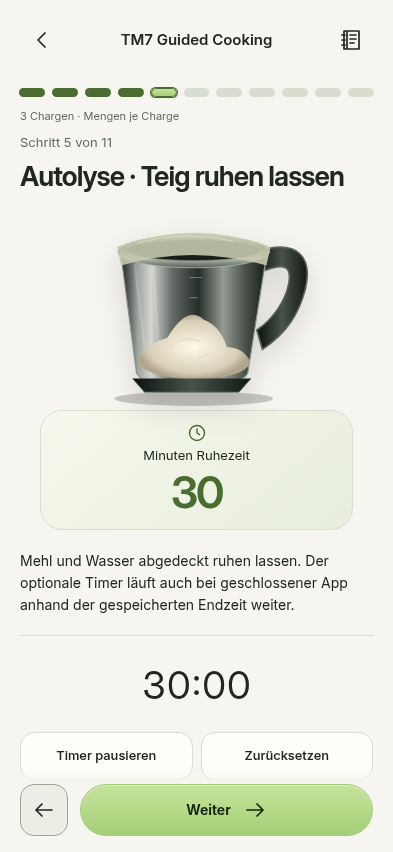 TM7 Guided Cooking
3 Chargen · Mengen je Charge
Schritt 5 von 11
Autolyse · Teig ruhen lassen
Minuten Ruhezeit
30
Mehl und Wasser abgedeckt ruhen lassen. Der
optionale Timer läuft auch bei geschlossener App
anhand der gespeicherten Endzeit weiter.
30:00
Timer pausieren
Zurücksetzen
Weiter